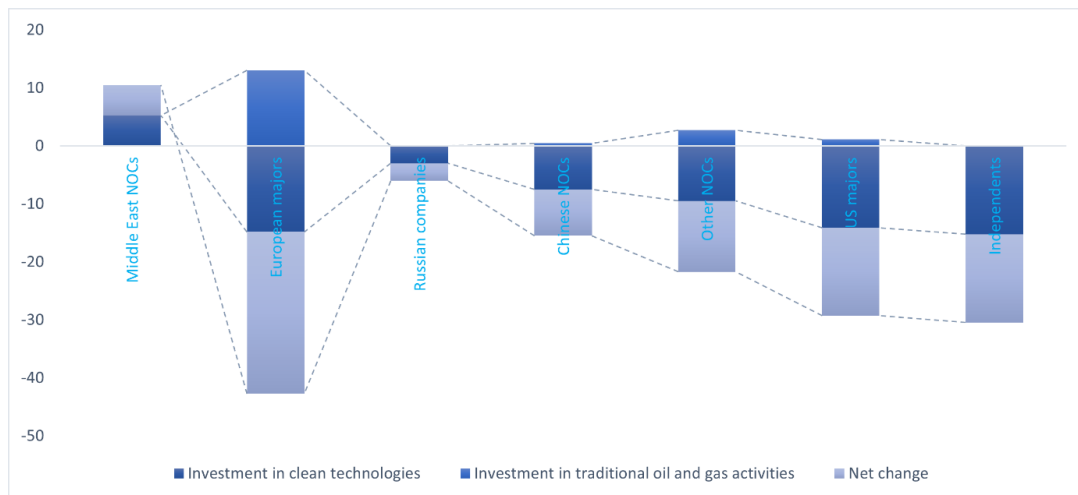 20
10
0
-10
-20
-30
-40
-50
Middle East NOCs
European majors
Russian companies
Chinese NOCs
Other NOCs
US majors
Independents
Investment in clean technologies
Investment in traditional oil and gas activities
Net change